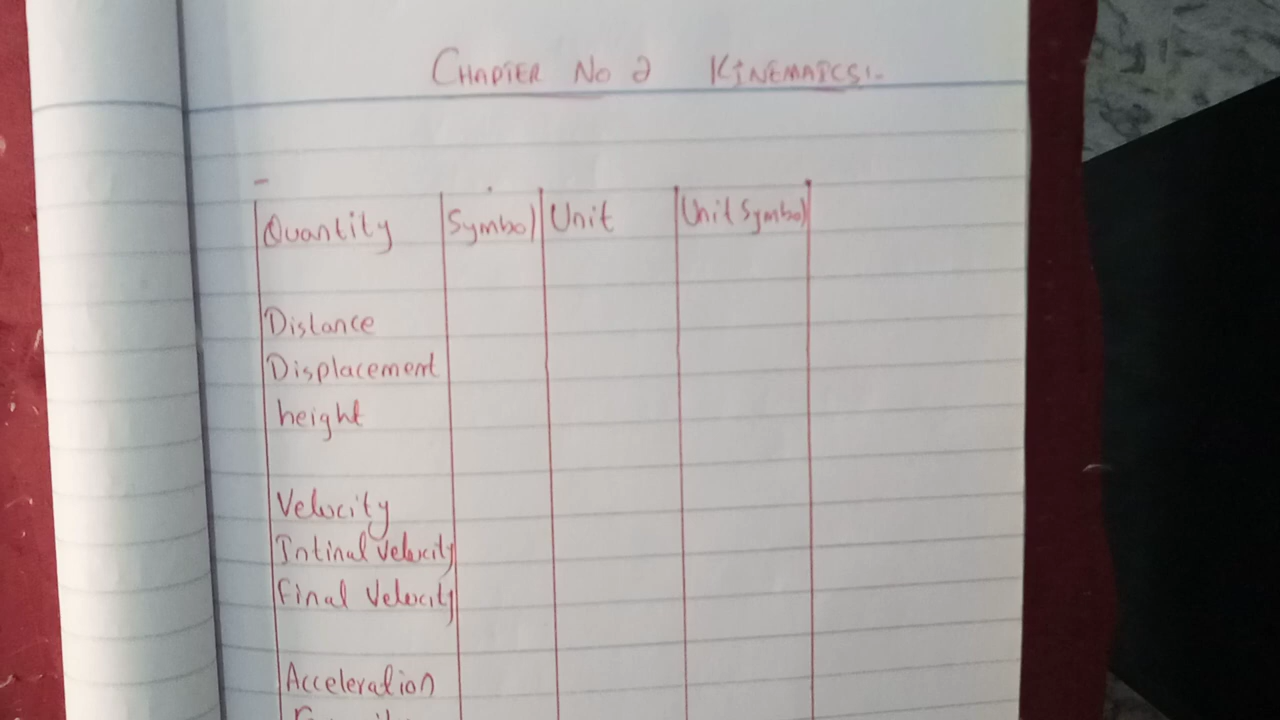 CHAPTER No 2 KINEMATICS:-
Quantity Symbol Unit Unit Symbol
Distance
Displacement
height
Velocity
Intinal velocity
Final Velocity
Acceleration